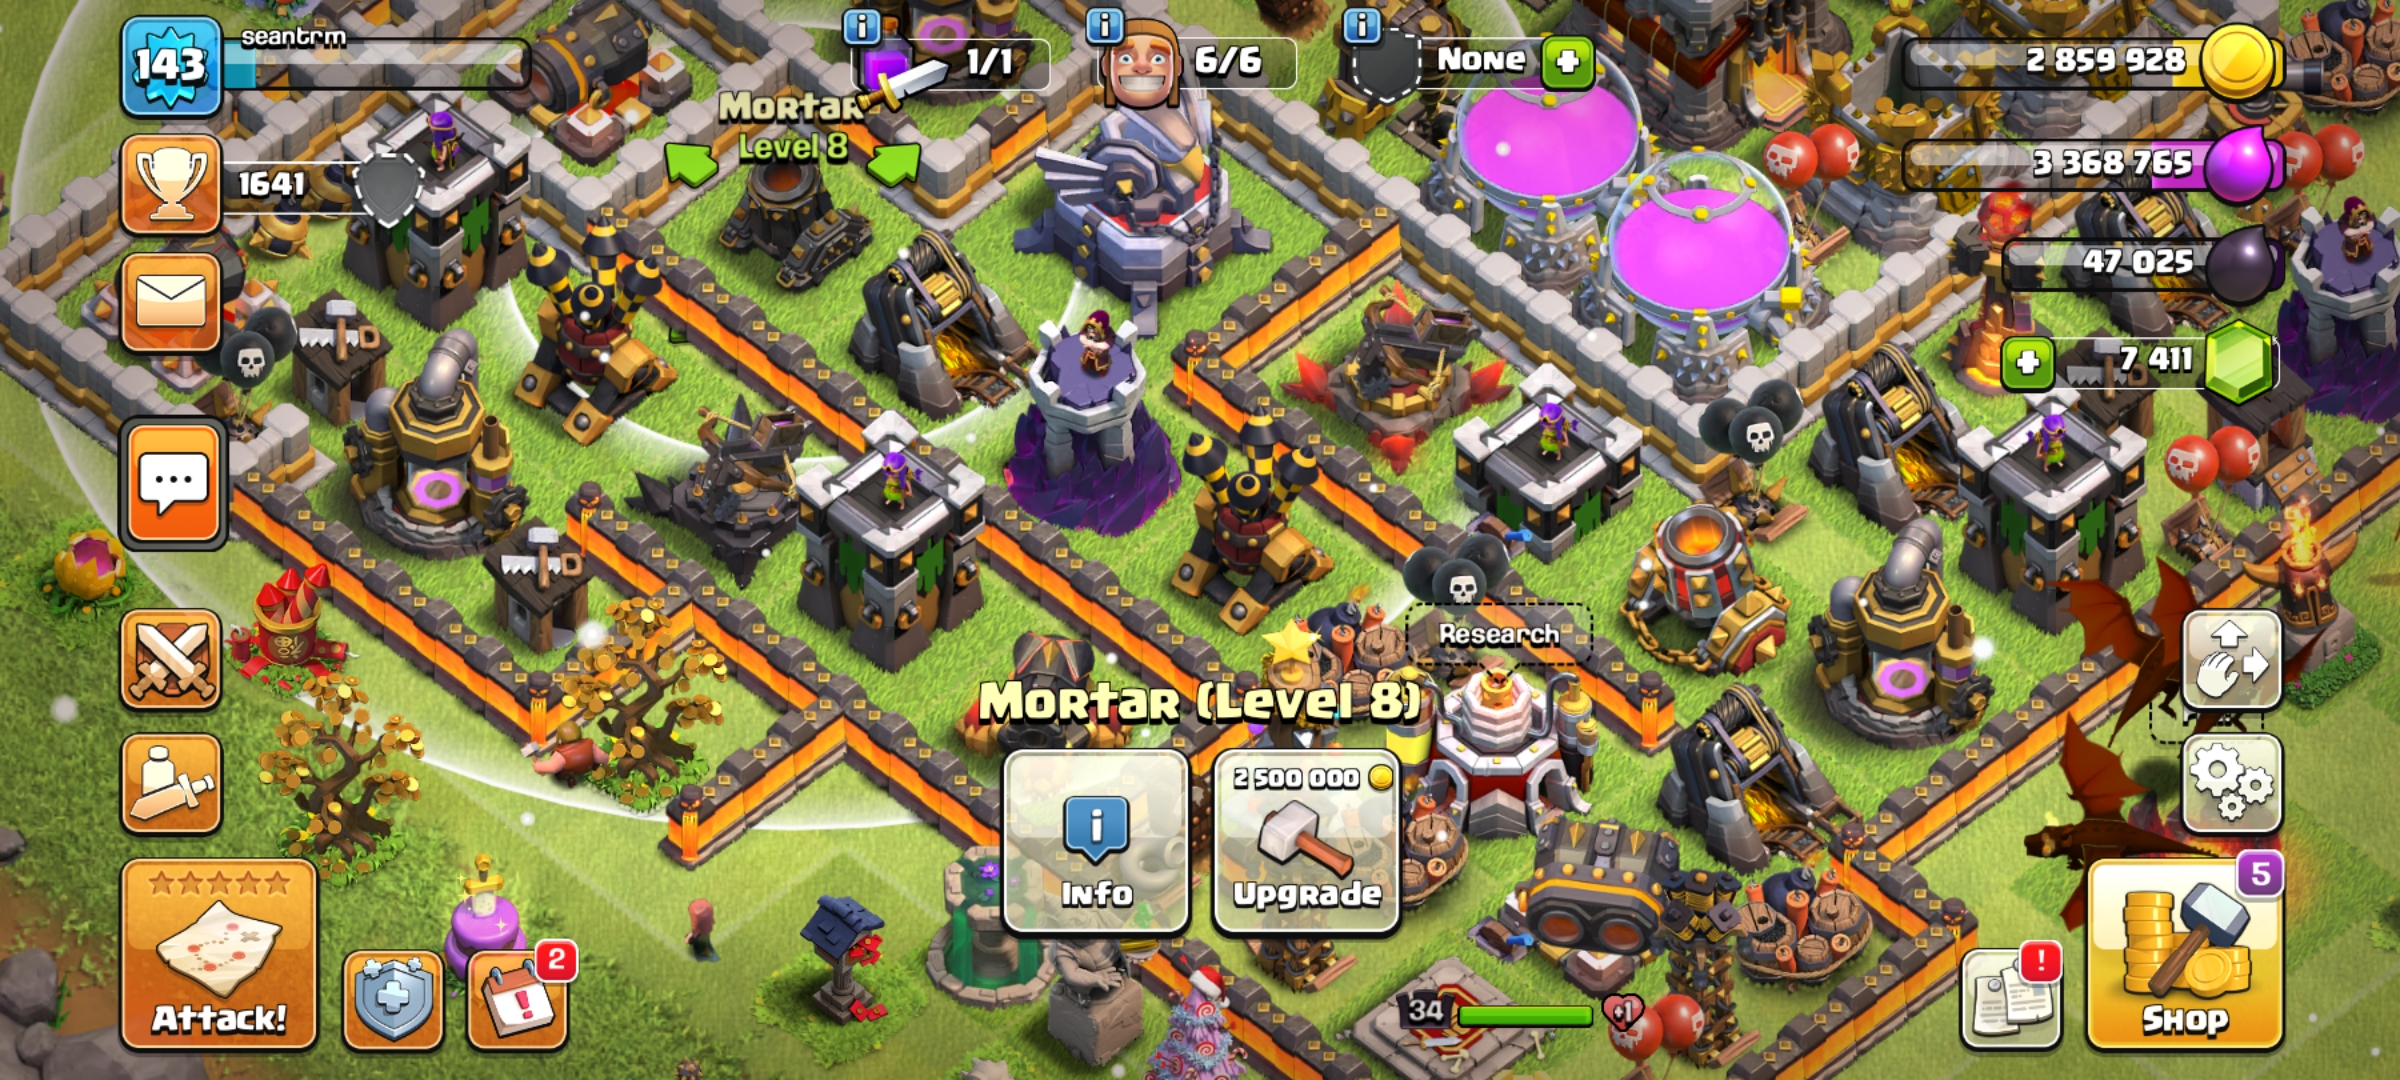 143
seantrm
1/1
6/6
None
2 859 928
Mortar
Level 8
1641
3 368 765
47 025
7 411
Research
Mortar (Level 8)
2 500 000
Info
Upgrade
5
2
!
Attack!
34
+1
Shop